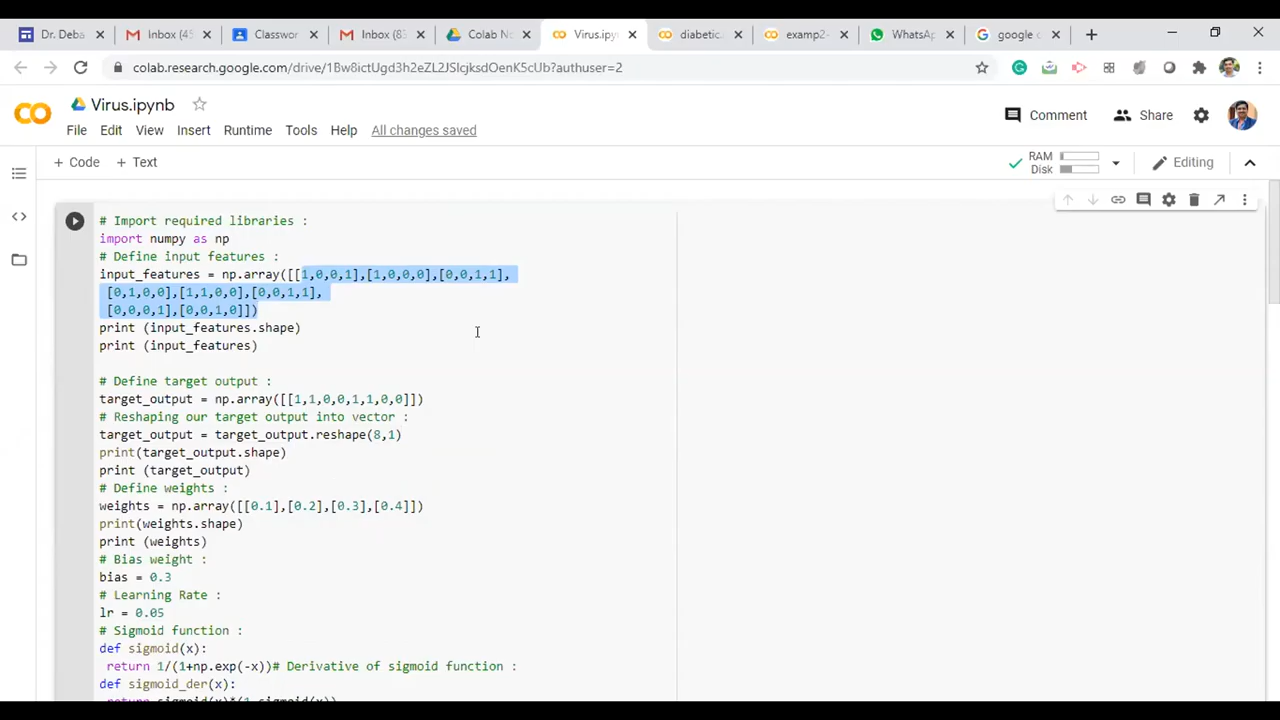 Dr. Deba
Inbox (45
Classwor
Inbox (83
Colab No
Virus.ipyn
diabetic.
examp2-
WhatsAp
google c
colab.research.google.com/drive/1Bw8ictUgd3h2eZL2JSlcjksdOenK5cUb?authuser=2
Virus.ipynb
File Edit View Insert Runtime Tools Help All changes saved
Comment Share
+ Code + Text
RAM
Disk
Editing
# Import required libraries :
import numpy as np
# Define input features :
input_features = np.array([[1,0,0,1],[1,0,0,0],[0,0,1,1],
[0,1,0,0],[1,1,0,0],[0,0,1,1],
[0,0,0,1],[0,0,1,0]])
print (input_features.shape)
print (input_features)
# Define target output :
target_output = np.array([[1,1,0,0,1,1,0,0]])
# Reshaping our target output into vector :
target_output = target_output.reshape(8,1)
print(target_output.shape)
print (target_output)
# Define weights :
weights = np.array([[0.1],[0.2],[0.3],[0.4]])
print(weights.shape)
print (weights)
# Bias weight :
bias = 0.3
# Learning Rate :
lr = 0.05
# Sigmoid function :
def sigmoid(x):
return 1/(1+np.exp(-x))# Derivative of sigmoid function :
def sigmoid_der(x):
return sigmoid(x)*(1-sigmoid(x))